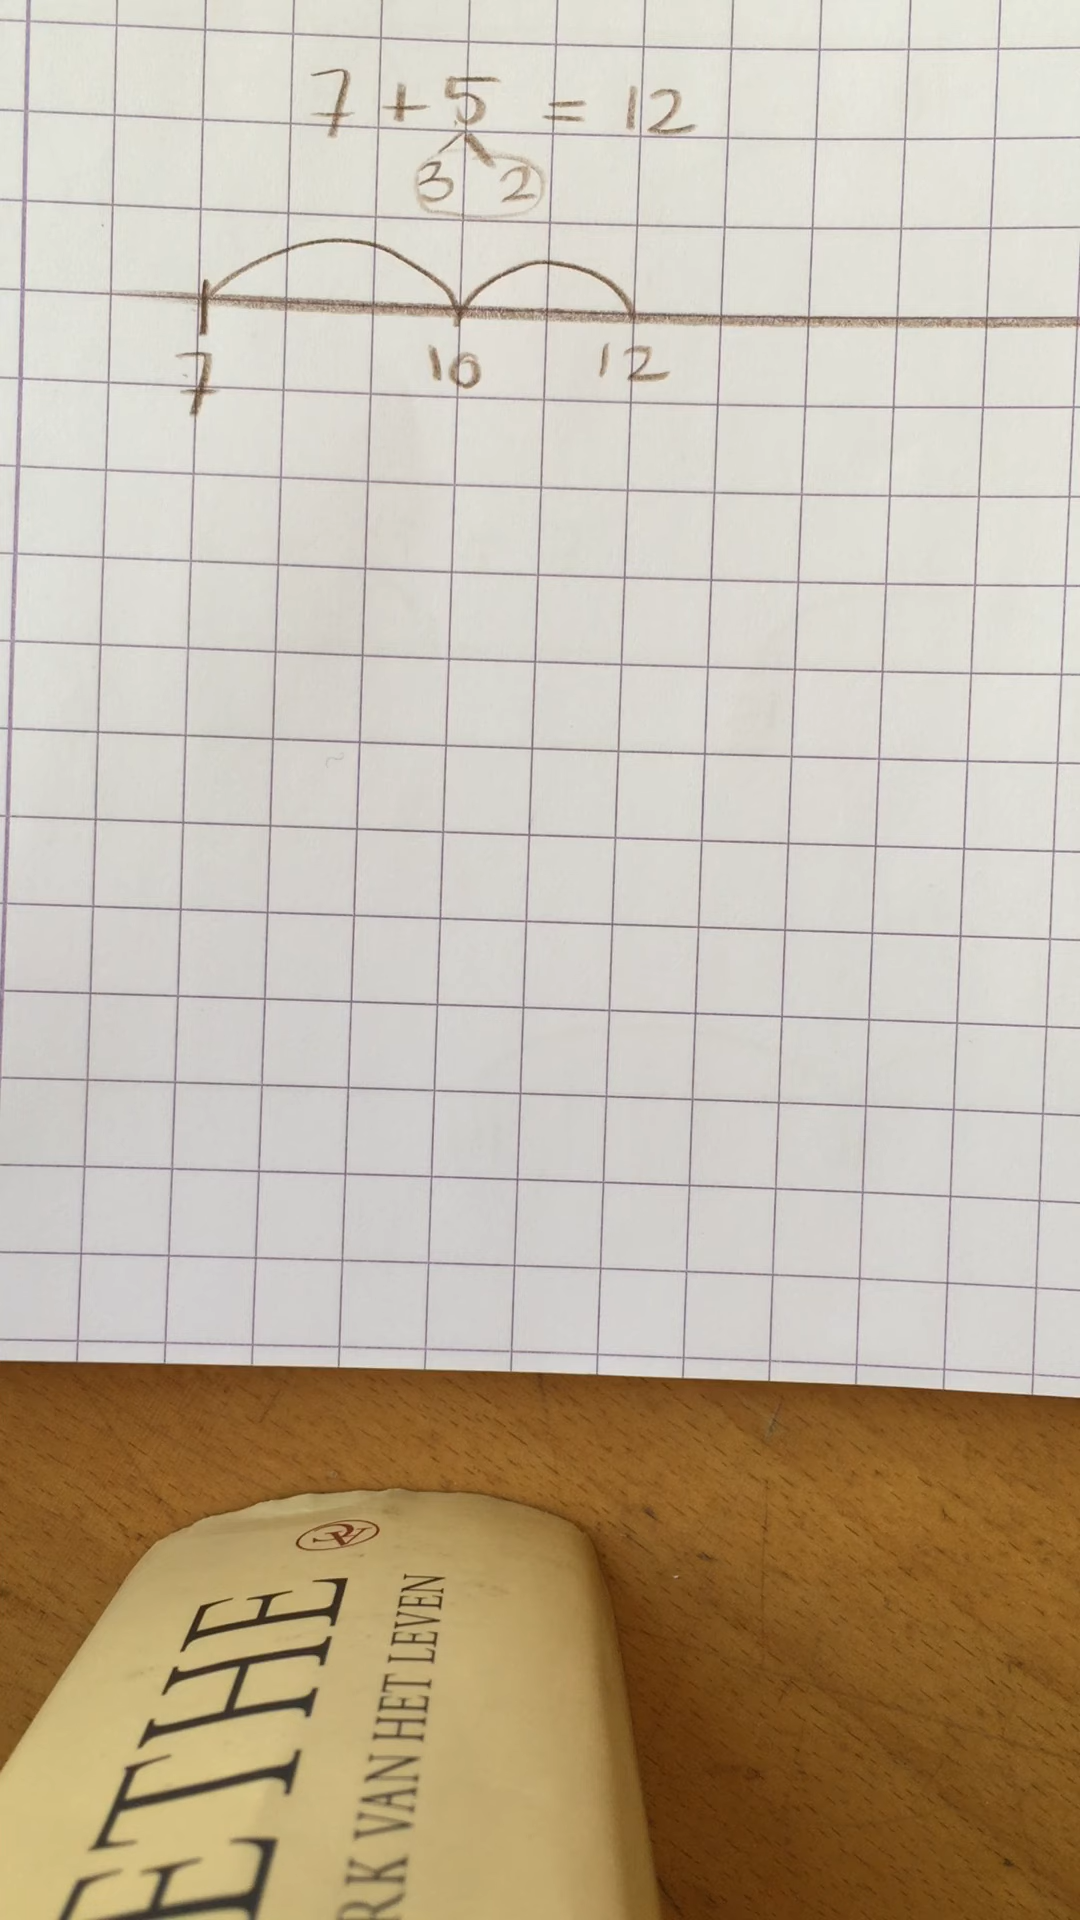 7 + 5 = 12
3 2
7 10 12
ETHE
RK VAN HET LEVEN